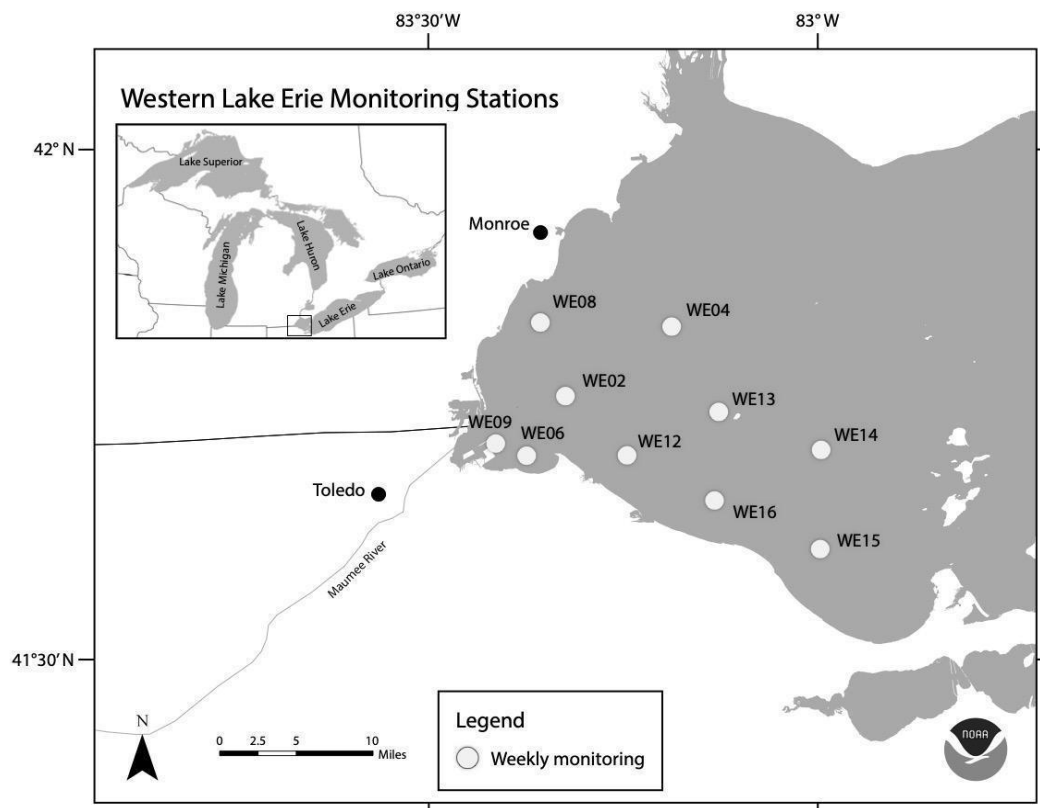 83°30'W
83°W
Western Lake Erie Monitoring Stations
42° N
Lake Superior
Lake Michigan
Lake Huron
Lake Ontario
Lake Erie
Monroe
WE08
WE04
WE02
WE13
WE09
WE06
WE12
WE14
Toledo
WE16
WE15
Maumee River
41°30'N
N
0 2.5 5 10
Miles
Legend
Weekly monitoring
NOAA